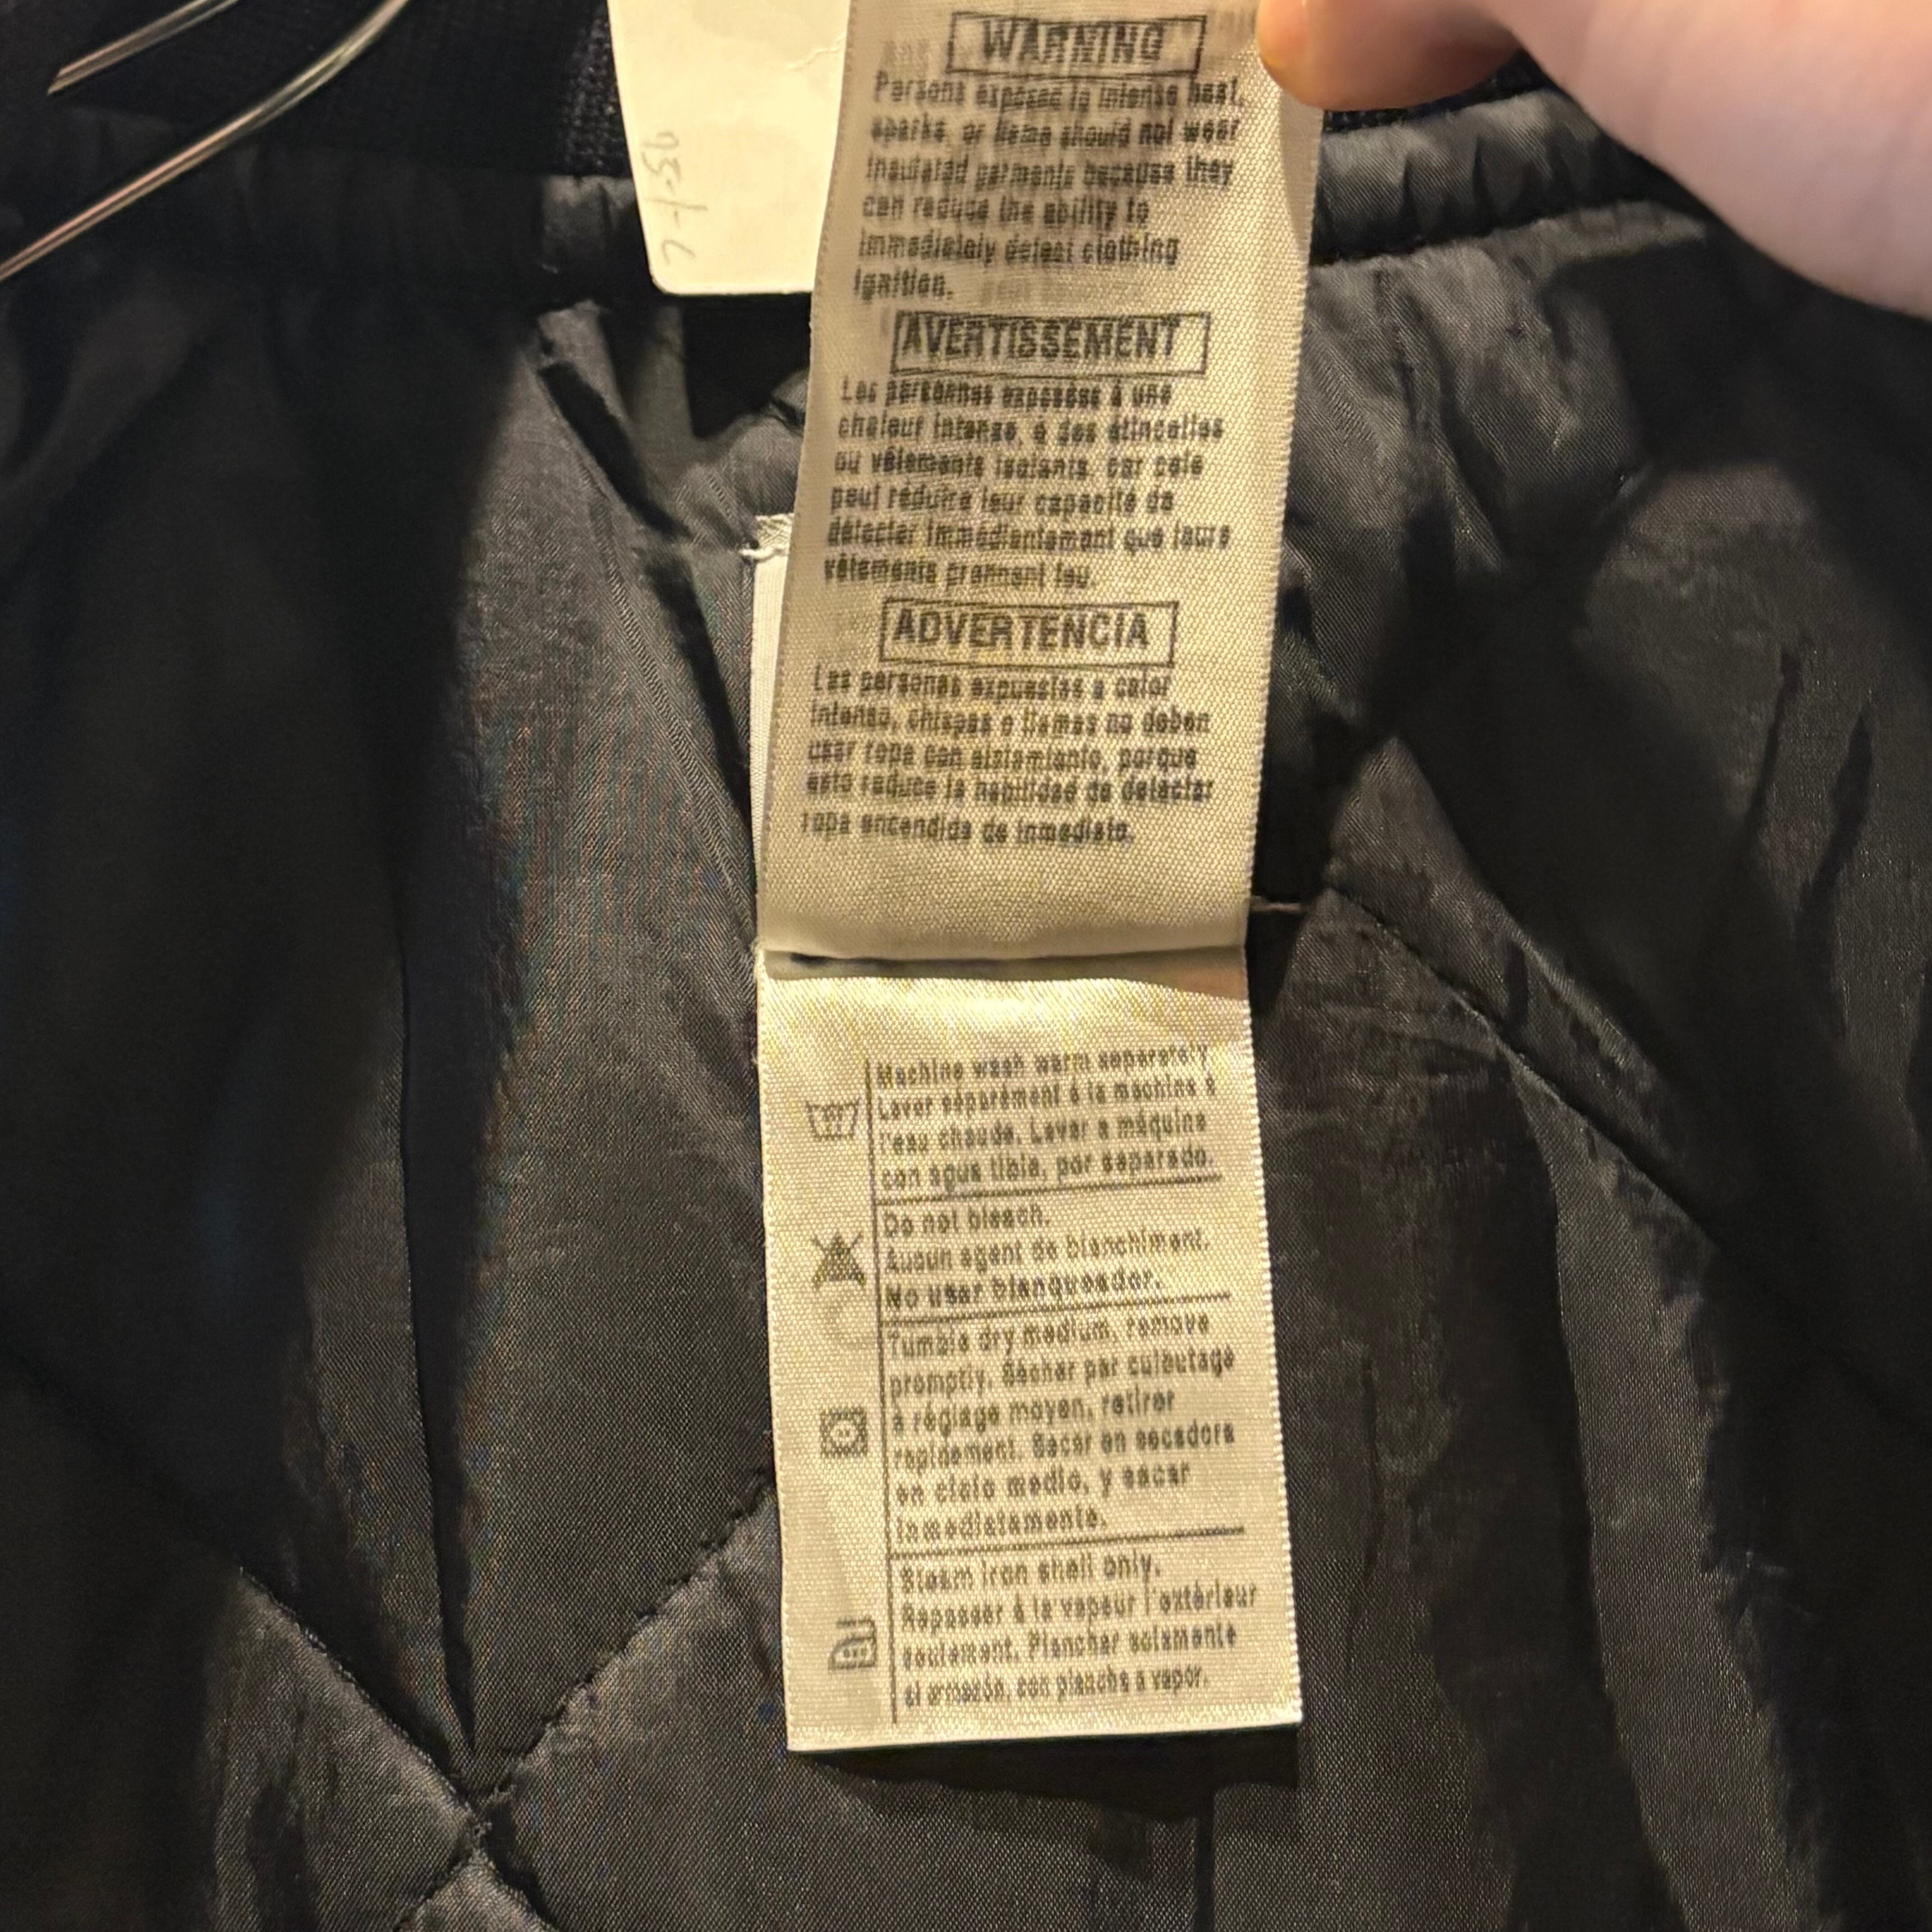 WARNING
Persons exposed to intense heat,
sparks, or flame should not wear
insulated garments because they
can reduce the ability to
immediately detect clothing
ignition.
AVERTISSEMENT
Les personnes exposées à une
chaleur intense, à des étincelles
ou vêtements isolants, car cela
peut réduire leur capacité de
détecter immédiatement que leurs
vêtements prennent feu.
ADVERTENCIA
Las personas expuestas a calor
intenso, chispas o llamas no deben
usar ropa con aislamiento, porque
esto reduce la habilidad de detectar
ropa encendida de inmediato.
Machine wash warm separately
Laver séparément à la machine à
l'eau chaude. Lavar a máquina
con agua tibia, por separado.
Do not bleach.
Aucun agent de blanchiment.
No usar blanqueador.
Tumble dry medium, remove
promptly. Sécher par culbutage
à réglage moyen, retirer
rapidement. Secar en secadora
en ciclo medio, y sacar
inmediatamente.
Steam iron shell only.
Repasser à la vapeur l'extérieur
seulement. Planchar solamente
el armazón, con plancha a vapor.